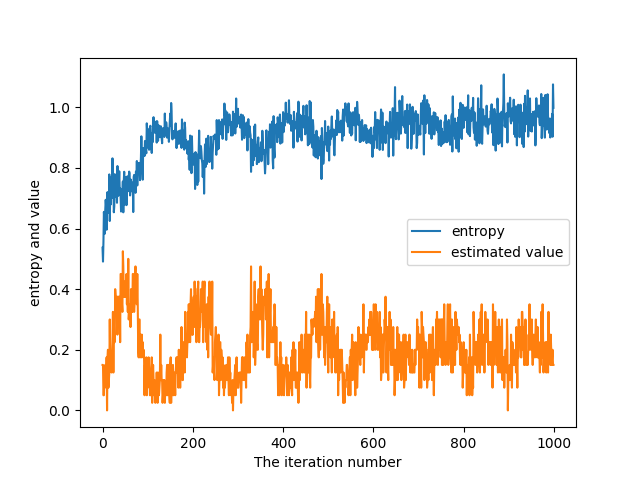 1.0
0.8
0.6
0.4
0.2
0.0
entropy and value
entropy
estimated value
0 200 400 600 800 1000
The iteration number